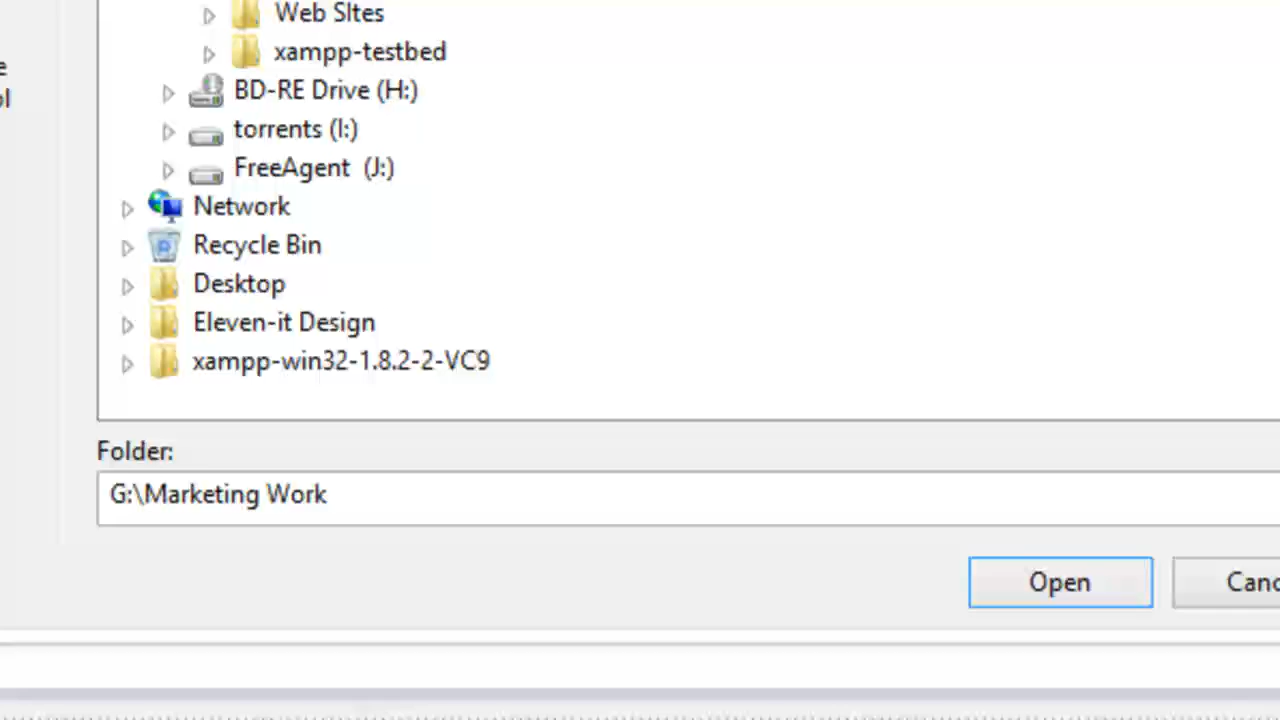 Web SItes
xampp-testbed
BD-RE Drive (H:)
torrents (I:)
FreeAgent (J:)
Network
Recycle Bin
Desktop
Eleven-it Design
xampp-win32-1.8.2-2-VC9
Folder:
G:\Marketing Work
Open